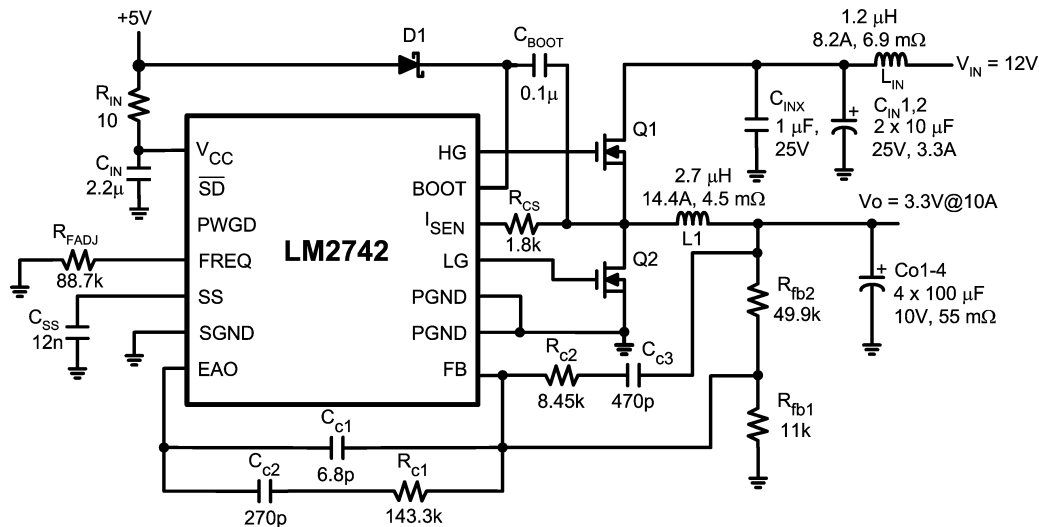 +5V
D1
C_BOOT
0.1μ
1.2 μH
8.2A, 6.9 mΩ
L_IN
V_IN = 12V
R_IN
10
C_IN
2.2μ
C_INX
1 μF,
25V
+
C_IN1,2
2 x 10 μF
25V, 3.3A
V_CC
SD
PWGD
FREQ
SS
SGND
EAO
LM2742
HG
BOOT
I_SEN
LG
PGND
PGND
FB
Q1
R_CS
1.8k
2.7 μH
14.4A, 4.5 mΩ
L1
Vo = 3.3V@10A
Q2
R_FADJ
88.7k
C_SS
12n
+
Co1-4
4 x 100 μF
10V, 55 mΩ
R_fb2
49.9k
R_c2
8.45k
C_c3
470p
R_fb1
11k
C_c1
6.8p
C_c2
270p
R_c1
143.3k